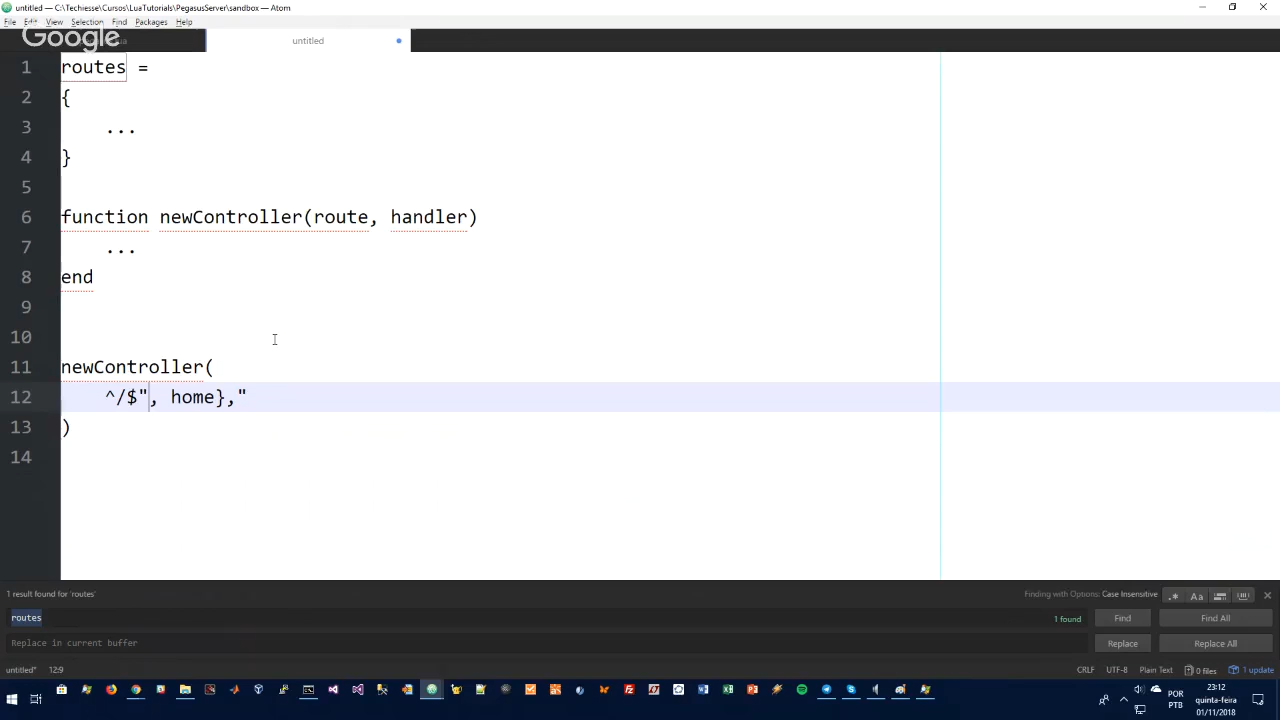 untitled — C:\Techiesse\Cursos\LuaTutorials\PegasusServer\sandbox — Atom
File Edit View Selection Find Packages Help
Google
untitled
1 routes =
2 {
3 ...
4 }
5
6 function newController(route, handler)
7 ...
8 end
9
10
11 newController(
12 ^/$", home},"
13 )
14
1 result found for 'routes'
Finding with Options: Case Insensitive
.* Aa
routes
1 found
Find
Find All
Replace in current buffer
Replace
Replace All
untitled* 12:9
CRLF UTF-8 Plain Text 0 files 1 update
POR
PTB
23:12
quinta-feira
01/11/2018